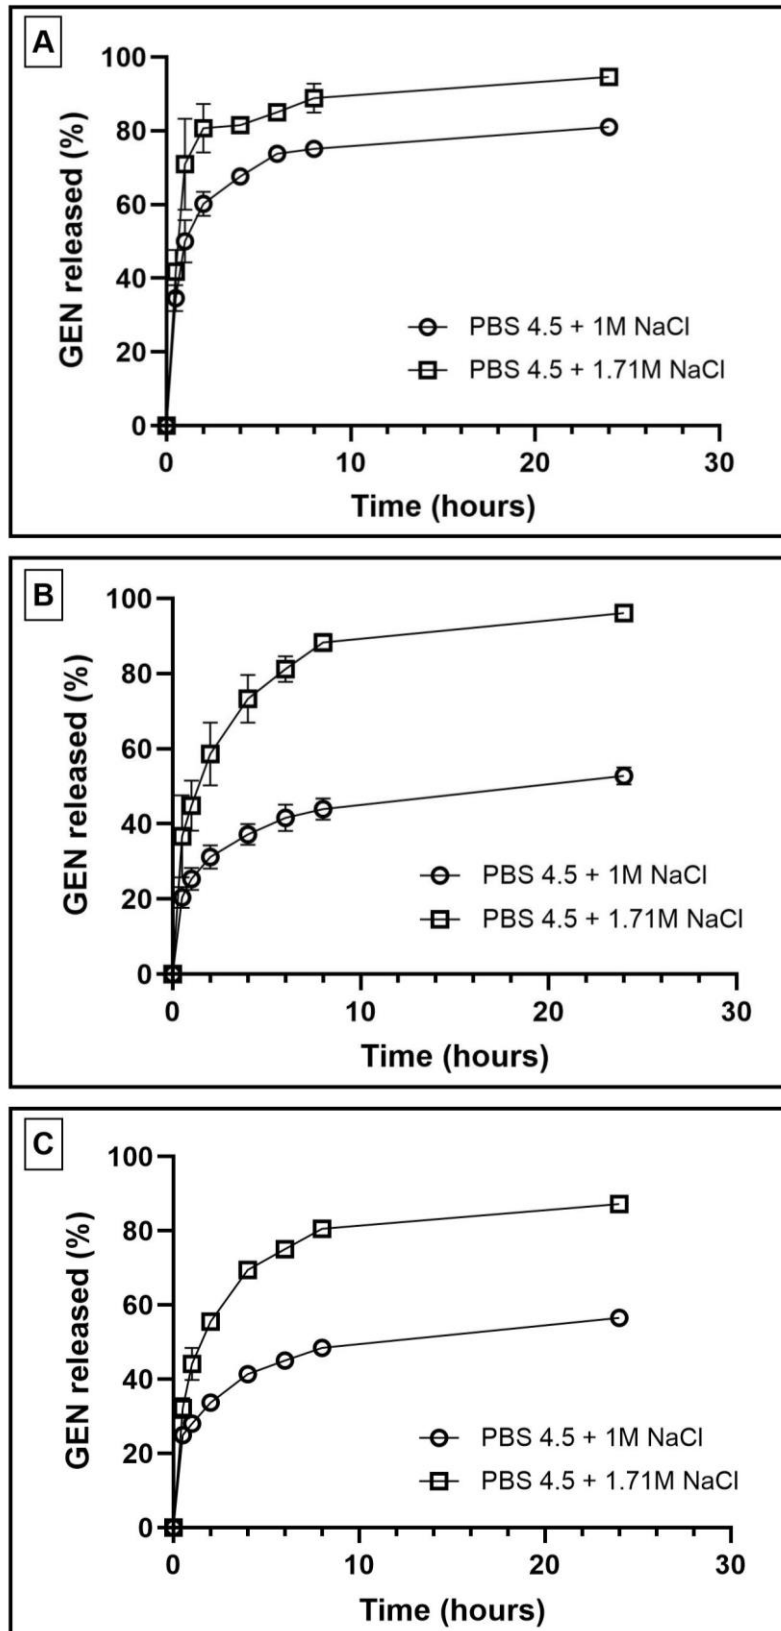 A
100
80
60
40
20
0
GEN released (%)
PBS 4.5 + 1M NaCl
PBS 4.5 + 1.71M NaCl
0 10 20 30
Time (hours)
B
100
80
60
40
20
0
GEN released (%)
PBS 4.5 + 1M NaCl
PBS 4.5 + 1.71M NaCl
0 10 20 30
Time (hours)
C
100
80
60
40
20
0
GEN released (%)
PBS 4.5 + 1M NaCl
PBS 4.5 + 1.71M NaCl
0 10 20 30
Time (hours)